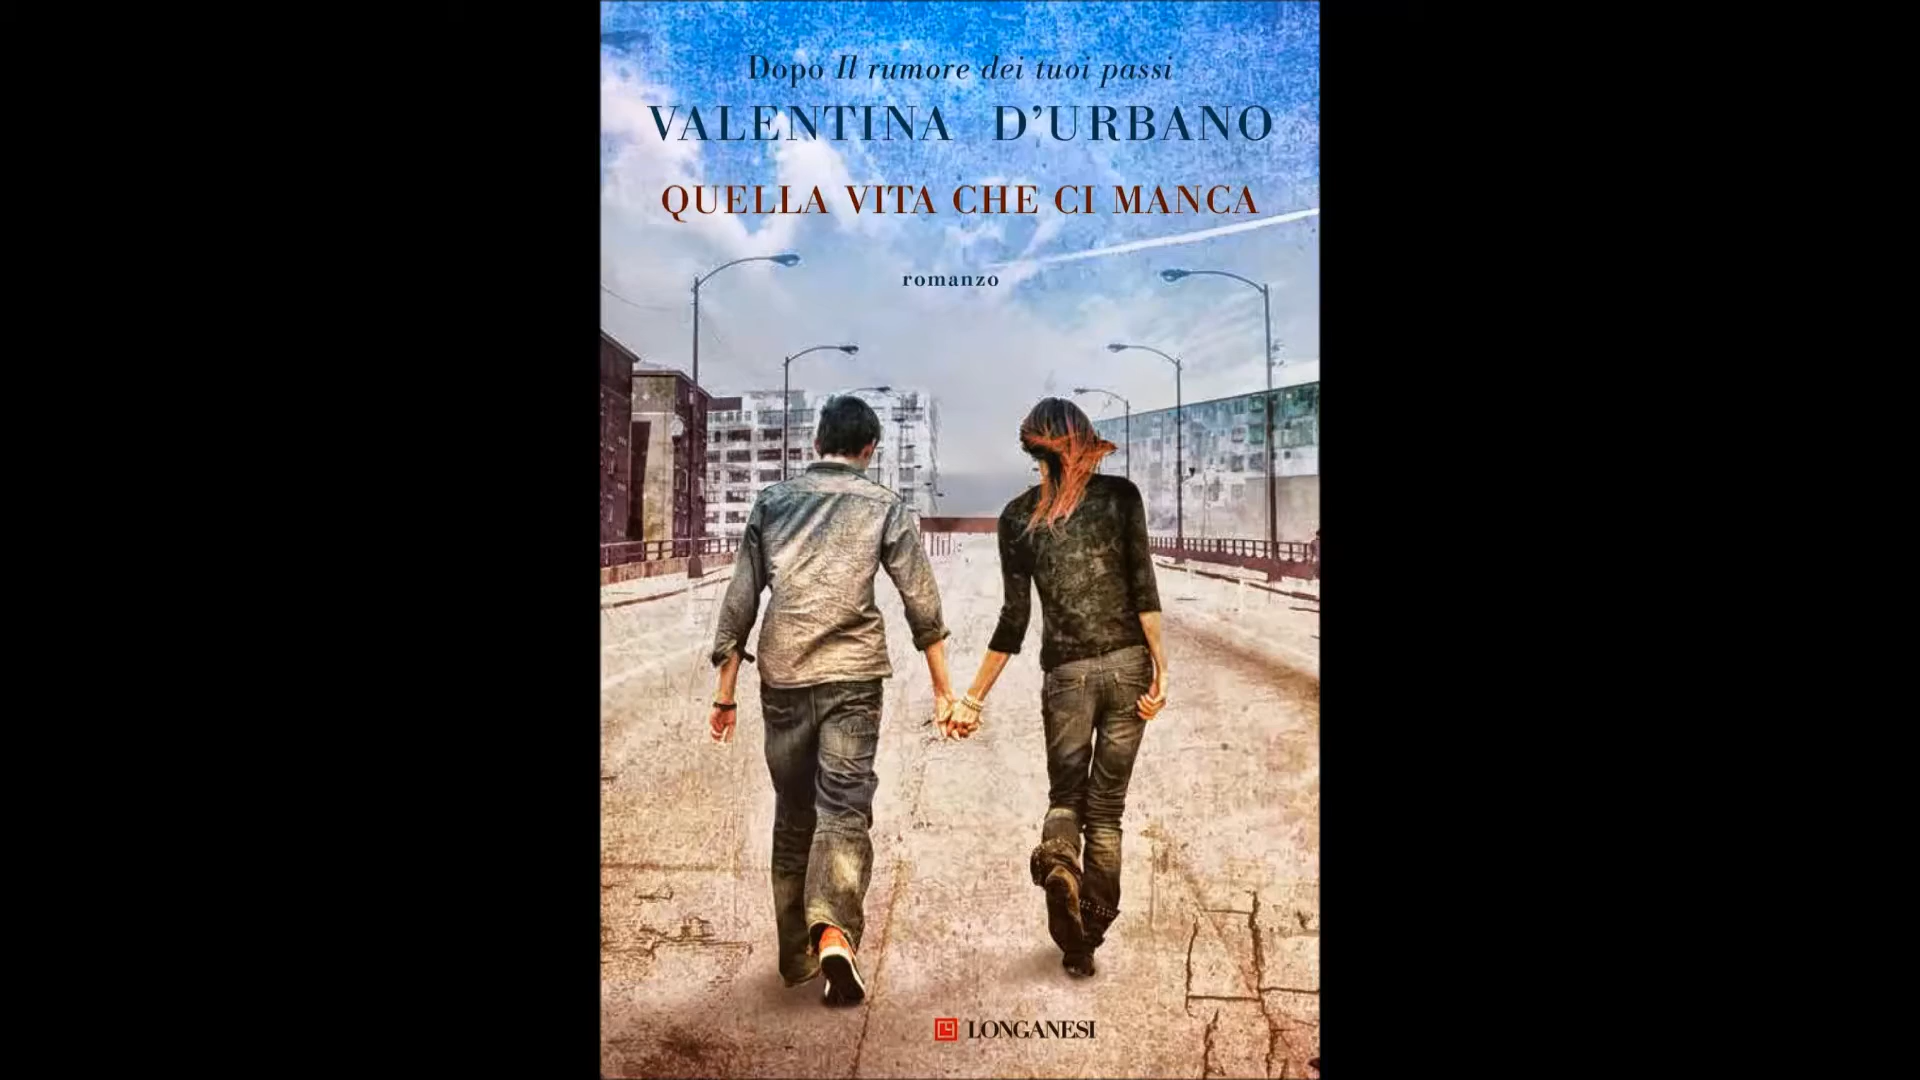 Dopo Il rumore dei tuoi passi
VALENTINA D'URBANO
QUELLA VITA CHE CI MANCA
romanzo
LONGANESI